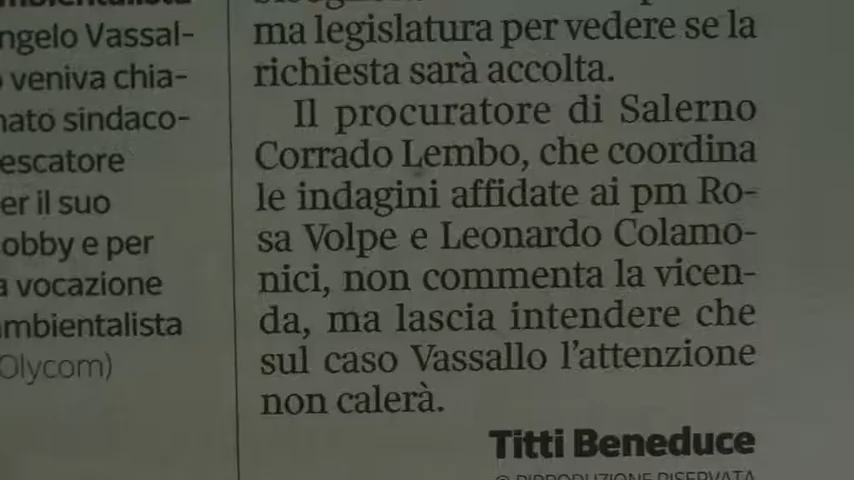 ngelo Vassal-
veniva chia-
nato sindaco-
escatore
er il suo
obby e per
a vocazione
mbientalista
Olycom)
ma legislatura per vedere se la
richiesta sarà accolta.
Il procuratore di Salerno
Corrado Lembo, che coordina
le indagini affidate ai pm Ro-
sa Volpe e Leonardo Colamo-
nici, non commenta la vicen-
da, ma lascia intendere che
sul caso Vassallo l'attenzione
non calerà.
Titti Beneduce
© RIPRODUZIONE RISERVATA